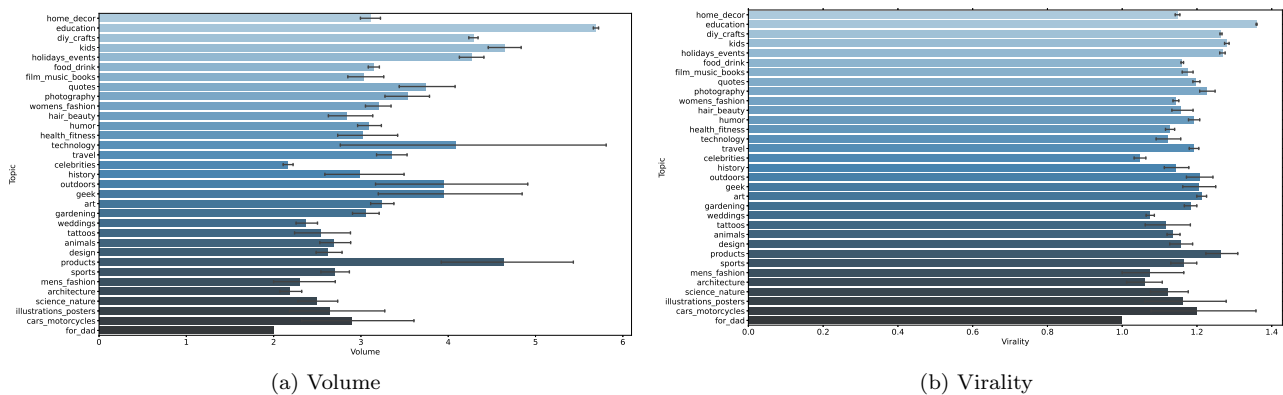 home_decor
education
diy_crafts
kids
holidays_events
food_drink
film_music_books
quotes
photography
womens_fashion
hair_beauty
humor
health_fitness
technology
travel
celebrities
history
outdoors
geek
art
gardening
weddings
tattoos
animals
design
products
sports
mens_fashion
architecture
science_nature
illustrations_posters
cars_motorcycles
for_dad
Topic
0 1 2 3 4 5 6
Volume
(a) Volume
home_decor
education
diy_crafts
kids
holidays_events
food_drink
film_music_books
quotes
photography
womens_fashion
hair_beauty
humor
health_fitness
technology
travel
celebrities
history
outdoors
geek
art
gardening
weddings
tattoos
animals
design
products
sports
mens_fashion
architecture
science_nature
illustrations_posters
cars_motorcycles
for_dad
Topic
0.0 0.2 0.4 0.6 0.8 1.0 1.2 1.4
Virality
(b) Virality